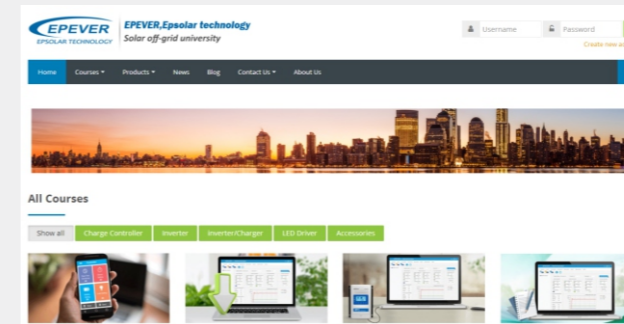 EPEVER
EPSOLAR TECHNOLOGY
EPEVER,Epsolar technology
Solar off-grid university
Username
Password
Create new ac
Home
Courses
Products
News
Blog
Contact Us
About Us
All Courses
Show all
Charge Controller
Inverter
Inverter/Charger
LED Driver
Accessories